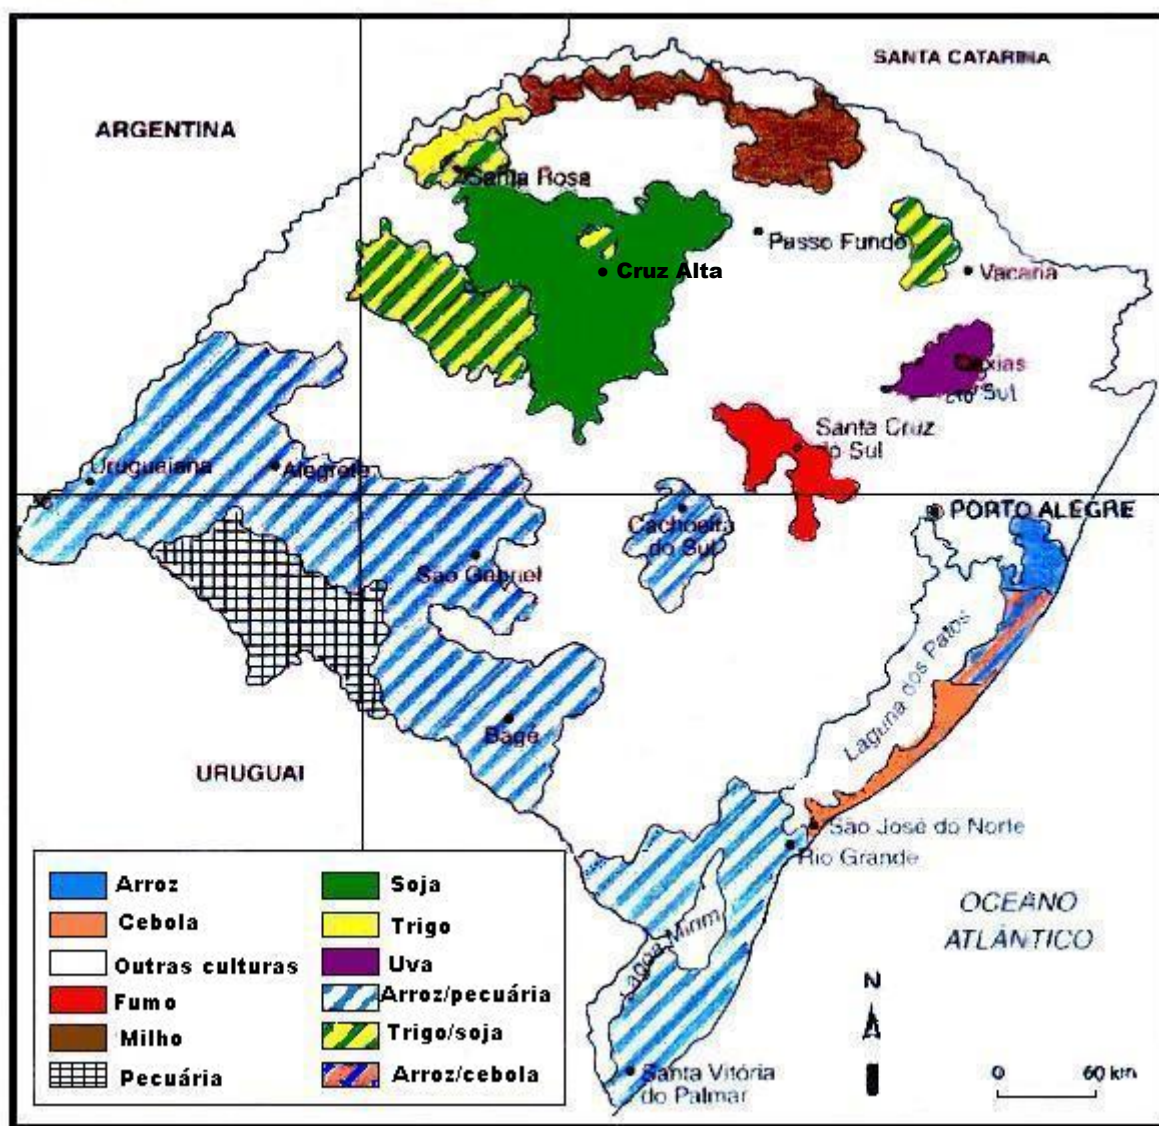 SANTA CATARINA
ARGENTINA
Santa Rosa
Passo Fundo
Cruz Alta
Vacaria
Caxias
do Sul
Santa Cruz
do Sul
Uruguaiana
Alegrete
PORTO ALEGRE
Cachoeira
do Sul
São Gabriel
Laguna dos Patos
Bagé
URUGUAI
São José do Norte
Rio Grande
Lagoa Mirim
OCEANO
ATLÂNTICO
Santa Vitória
do Palmar
N
0 60 km
Arroz
Cebola
Outras culturas
Fumo
Milho
Pecuária
Soja
Trigo
Uva
Arroz/pecuária
Trigo/soja
Arroz/cebola